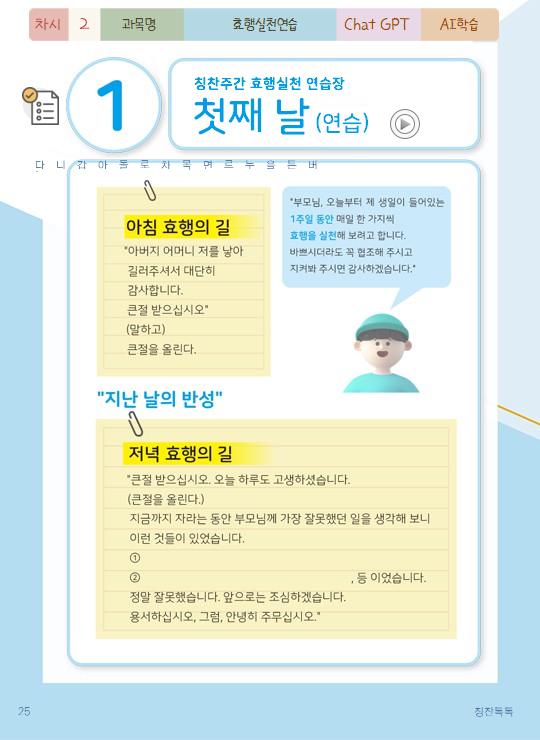 차시 2 과목명 효행실천연습 Chat GPT AI학습
1
칭찬주간 효행실천 연습장
첫째 날 (연습)
다 니 갑 아 돌 로 차 목 면 르 누 을 튼 버
아침 효행의 길
"아버지 어머니 저를 낳아
길러주셔서 대단히
감사합니다.
큰절 받으십시오"
(말하고)
큰절을 올린다.
"부모님, 오늘부터 제 생일이 들어있는
1주일 동안 매일 한 가지씩
효행을 실천해 보려고 합니다.
바쁘시더라도 꼭 협조해 주시고
지켜봐 주시면 감사하겠습니다."
"지난 날의 반성"
저녁 효행의 길
"큰절 받으십시오. 오늘 하루도 고생하셨습니다.
(큰절을 올린다.)
지금까지 자라는 동안 부모님께 가장 잘못했던 일을 생각해 보니
이런 것들이 있었습니다.
①
② , 등 이었습니다.
정말 잘못했습니다. 앞으로는 조심하겠습니다.
용서하십시오, 그럼, 안녕히 주무십시오."
25
칭찬톡톡